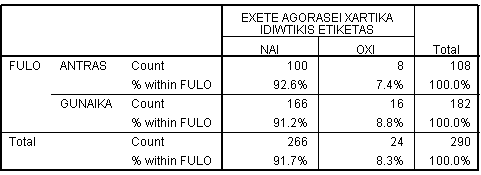 EXETE AGORASEI XARTIKA
IDIWTIKIS ETIKETAS
NAI OXI Total
FULO ANTRAS Count 100 8 108
% within FULO 92.6% 7.4% 100.0%
GUNAIKA Count 166 16 182
% within FULO 91.2% 8.8% 100.0%
Total Count 266 24 290
% within FULO 91.7% 8.3% 100.0%